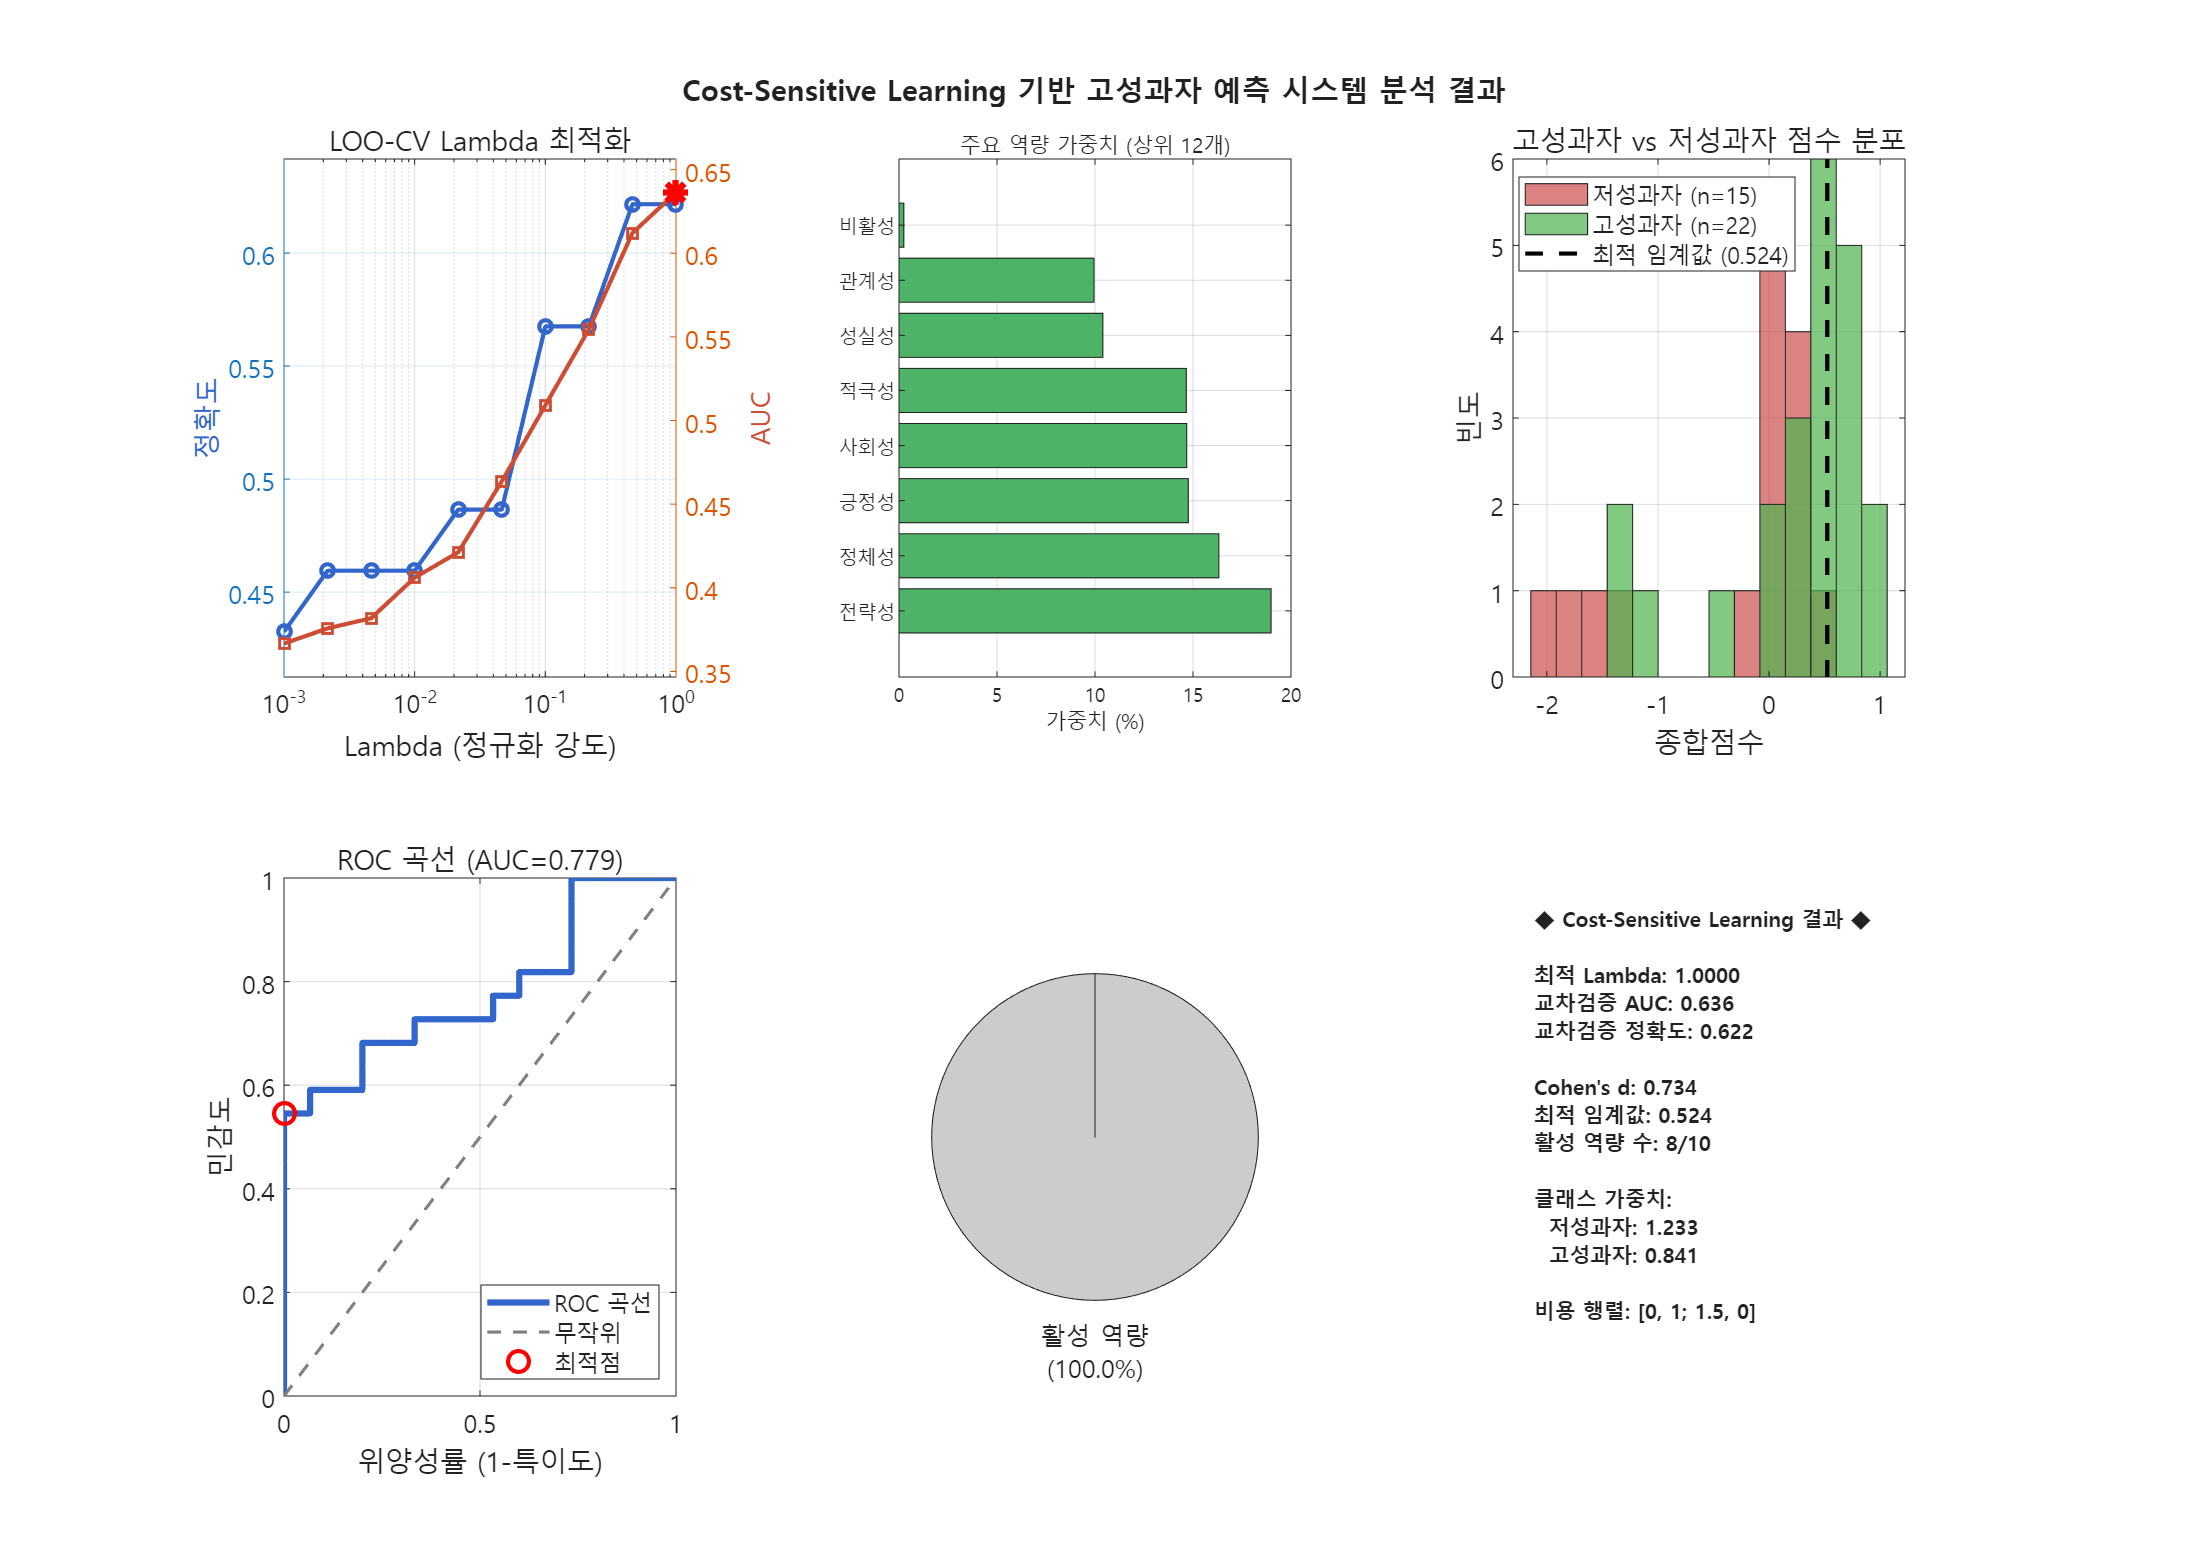 Cost-Sensitive Learning 기반 고성과자 예측 시스템 분석 결과
LOO-CV Lambda 최적화
정확도
0.6
0.55
0.5
0.45
0.65
0.6
0.55
0.5
0.45
0.4
0.35
AUC
10-3
10-2
10-1
100
Lambda (정규화 강도)
주요 역량 가중치 (상위 12개)
비활성
관계성
성실성
적극성
사회성
긍정성
정체성
전략성
0
5
10
15
20
가중치 (%)
고성과자 vs 저성과자 점수 분포
저성과자 (n=15)
고성과자 (n=22)
최적 임계값 (0.524)
빈도
6
5
4
3
2
1
0
-2
-1
0
1
종합점수
ROC 곡선 (AUC=0.779)
민감도
1
0.8
0.6
0.4
0.2
0
ROC 곡선
무작위
최적점
0
0.5
1
위양성률 (1-특이도)
활성 역량
(100.0%)
◆ Cost-Sensitive Learning 결과 ◆
최적 Lambda: 1.0000
교차검증 AUC: 0.636
교차검증 정확도: 0.622
Cohen's d: 0.734
최적 임계값: 0.524
활성 역량 수: 8/10
클래스 가중치:
저성과자: 1.233
고성과자: 0.841
비용 행렬: [0, 1; 1.5, 0]